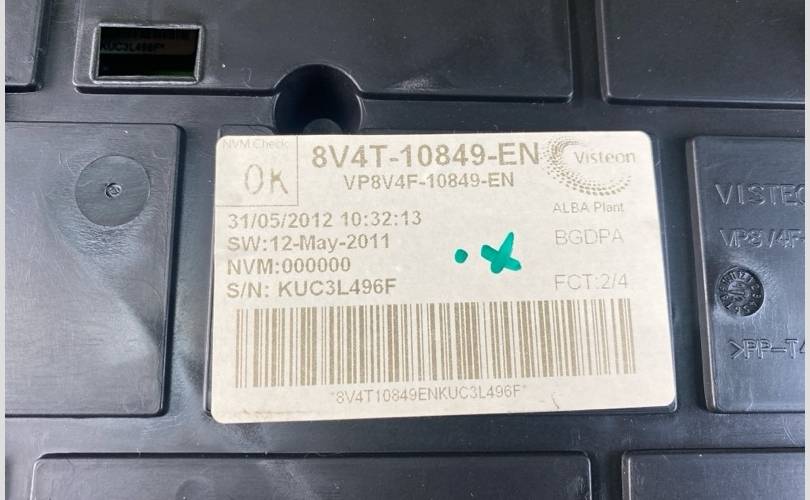 KUC3L496F*
NVM Check
OK
8V4T-10849-EN
VP8V4F-10849-EN
Visteon
ALBA Plant
31/05/2012 10:32:13
SW:12-May-2011
BGDPA
NVM:000000
S/N: KUC3L496F
FCT:2/4
*8V4T10849ENKUC3L496F*
VISTEO
VP8V4F-
>PP-T4